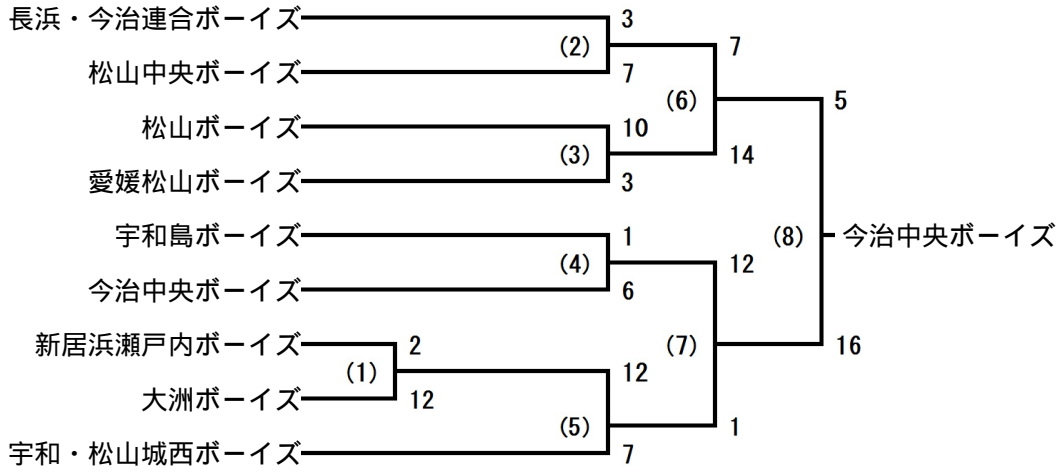 長浜・今治連合ボーイズ 3
(2) 7
松山中央ボーイズ 7
(6) 5
松山ボーイズ 10
(3) 14
愛媛松山ボーイズ 3
宇和島ボーイズ 1
(8) 今治中央ボーイズ
(4) 12
今治中央ボーイズ 6
新居浜瀬戸内ボーイズ 2
(7) 16
(1) 12
大洲ボーイズ 12
(5) 1
宇和・松山城西ボーイズ 7